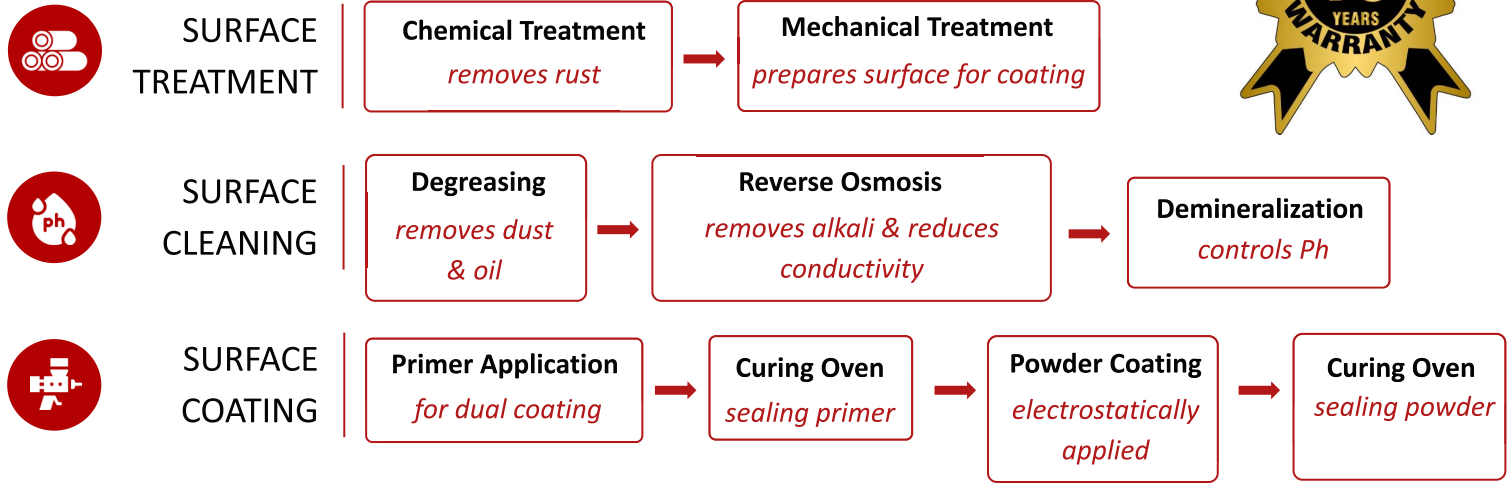 SURFACE
TREATMENT
Chemical Treatment
removes rust
Mechanical Treatment
prepares surface for coating
YEARS
WARRANTY
SURFACE
CLEANING
ph
Degreasing
removes dust
& oil
Reverse Osmosis
removes alkali & reduces
conductivity
Demineralization
controls Ph
SURFACE
COATING
Primer Application
for dual coating
Curing Oven
sealing primer
Powder Coating
electrostatically
applied
Curing Oven
sealing powder